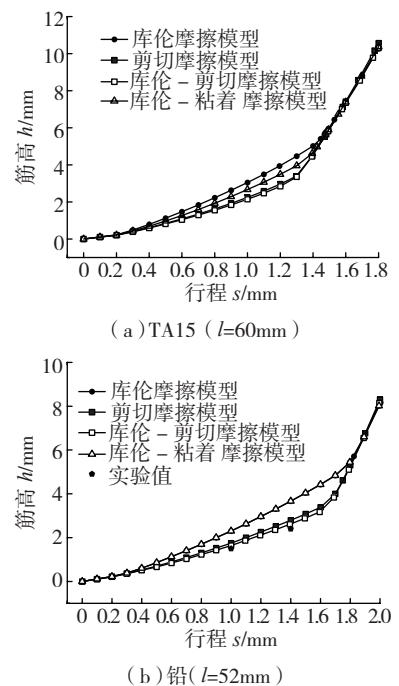 12
10
8
6
4
2
0
筋高 h/mm
库伦摩擦模型
剪切摩擦模型
库伦－剪切摩擦模型
库伦－粘着 摩擦模型
0 0.2 0.4 0.6 0.8 1.0 1.2 1.4 1.6 1.8
行程 s/mm
（a）TA15（l=60mm）
10
8
6
4
2
0
筋高 h/mm
库伦摩擦模型
剪切摩擦模型
库伦－剪切摩擦模型
库伦－粘着 摩擦模型
实验值
0 0.2 0.4 0.6 0.8 1.0 1.2 1.4 1.6 1.8 2.0
行程 s/mm
（b）铅（l=52mm）